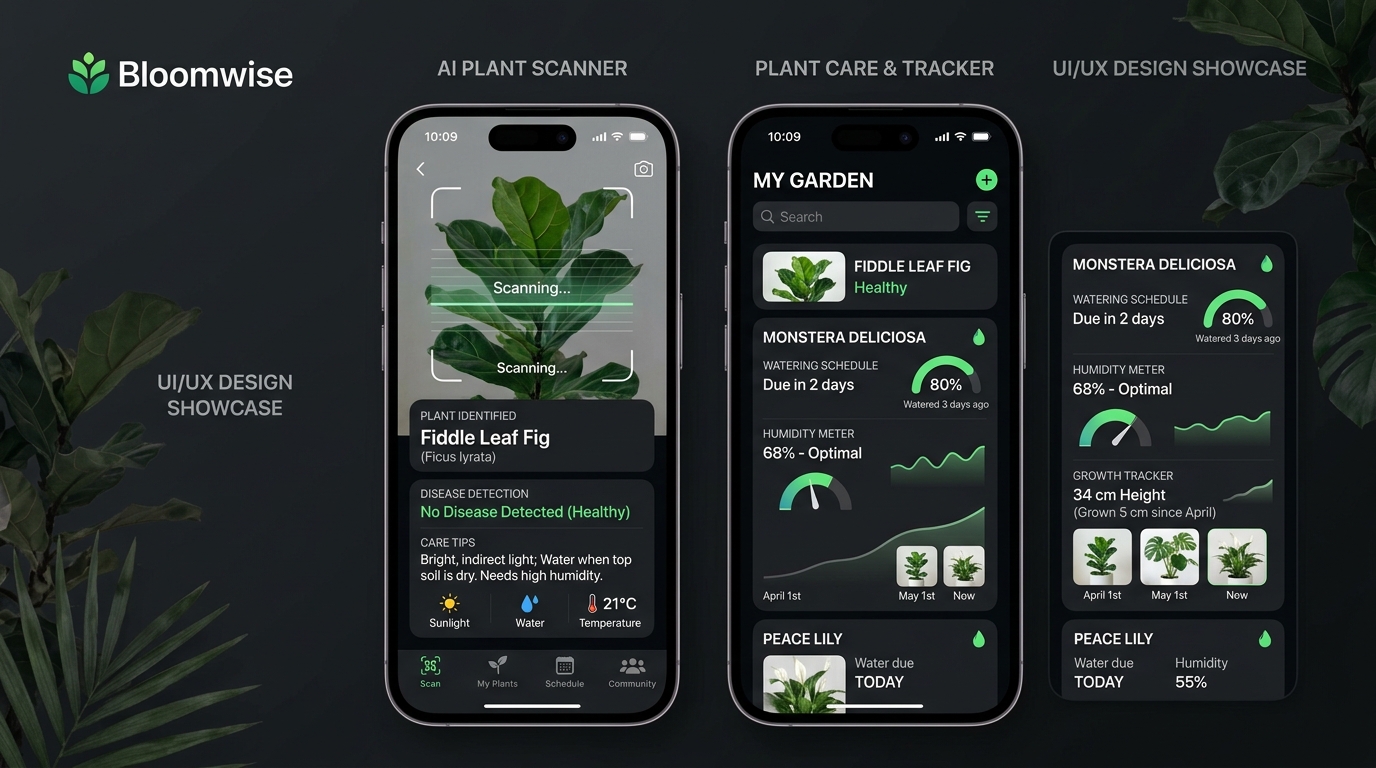 Bloomwise
AI PLANT SCANNER
PLANT CARE & TRACKER
UI/UX DESIGN SHOWCASE
UI/UX DESIGN
SHOWCASE
10:09
Scanning...
Scanning...
PLANT IDENTIFIED
Fiddle Leaf Fig
(Ficus lyrata)
DISEASE DETECTION
No Disease Detected (Healthy)
CARE TIPS
Bright, indirect light; Water when top
soil is dry. Needs high humidity.
21°C
Sunlight
Water
Temperature
Scan
My Plants
Schedule
Community
10:09
MY GARDEN
Search
FIDDLE LEAF FIG
Healthy
MONSTERA DELICIOSA
WATERING SCHEDULE
Due in 2 days
80%
Watered 3 days ago
HUMIDITY METER
68% - Optimal
April 1st
May 1st
Now
PEACE LILY
Water due
TODAY
MONSTERA DELICIOSA
WATERING SCHEDULE
Due in 2 days
80%
Watered 3 days ago
HUMIDITY METER
68% - Optimal
GROWTH TRACKER
34 cm Height
(Grown 5 cm since April)
April 1st
May 1st
Now
PEACE LILY
Water due
TODAY
Humidity
55%